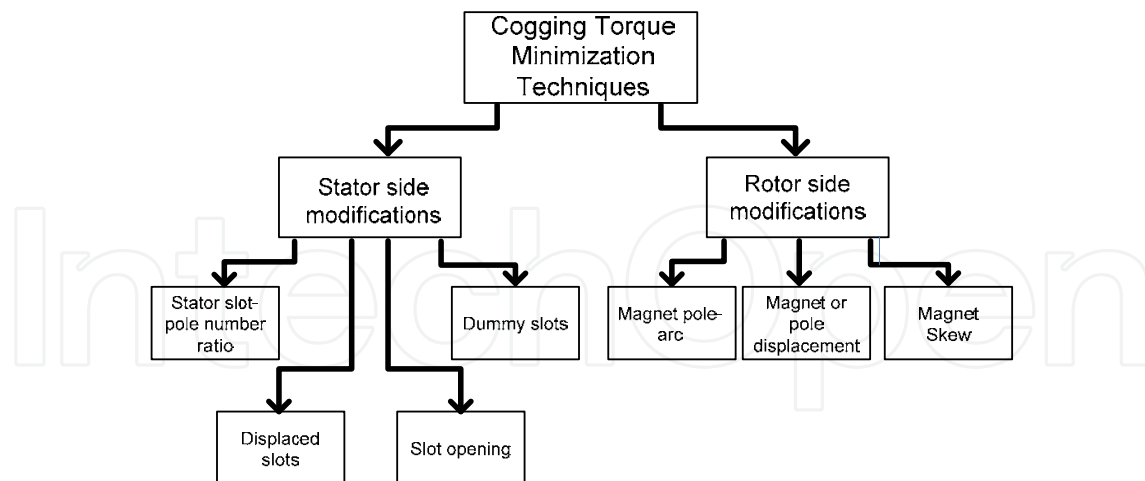 Cogging Torque
Minimization
Techniques
Stator side
modifications
Rotor side
modifications
Stator slot-
pole number
ratio
Dummy slots
Magnet pole-
arc
Magnet or
pole
displacement
Magnet
Skew
Displaced
slots
Slot opening
IntechOpen